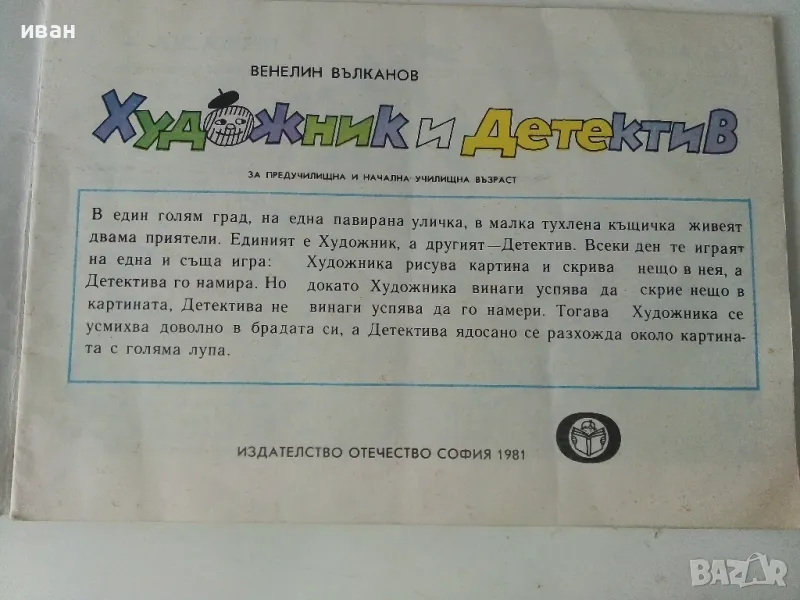 иван
ВЕНЕЛИН ВЪЛКАНОВ
ХУДОЖНИК И ДЕТЕКТИВ
ЗА ПРЕДУЧИЛИЩНА И НАЧАЛНА УЧИЛИЩНА ВЪЗРАСТ
В един голям град, на една павирана уличка, в малка тухлена къщичка живеят
двама приятели. Единият е Художник, а другият—Детектив. Всеки ден те играят
на една и съща игра: Художника рисува картина и скрива нещо в нея, а
Детектива го намира. Но докато Художника винаги успява да скрие нещо в
картината, Детектива не винаги успява да го намери. Тогава Художника се
усмихва доволно в брадата си, а Детектива ядосано се разхожда около картина-
та с голяма лупа.
ИЗДАТЕЛСТВО ОТЕЧЕСТВО СОФИЯ 1981
BAZAR